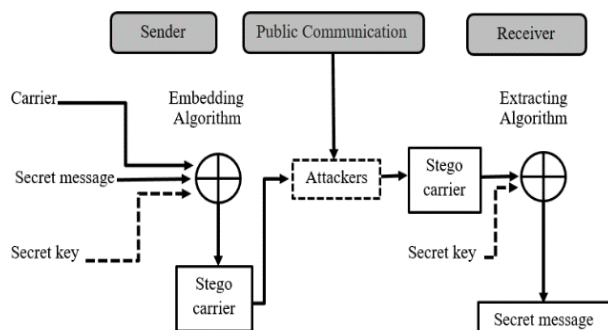 Sender
Public Communication
Receiver
Carrier
Embedding
Algorithm
Extracting
Algorithm
Secret message
Attackers
Stego
carrier
Secret key
Secret key
Stego
carrier
Secret message